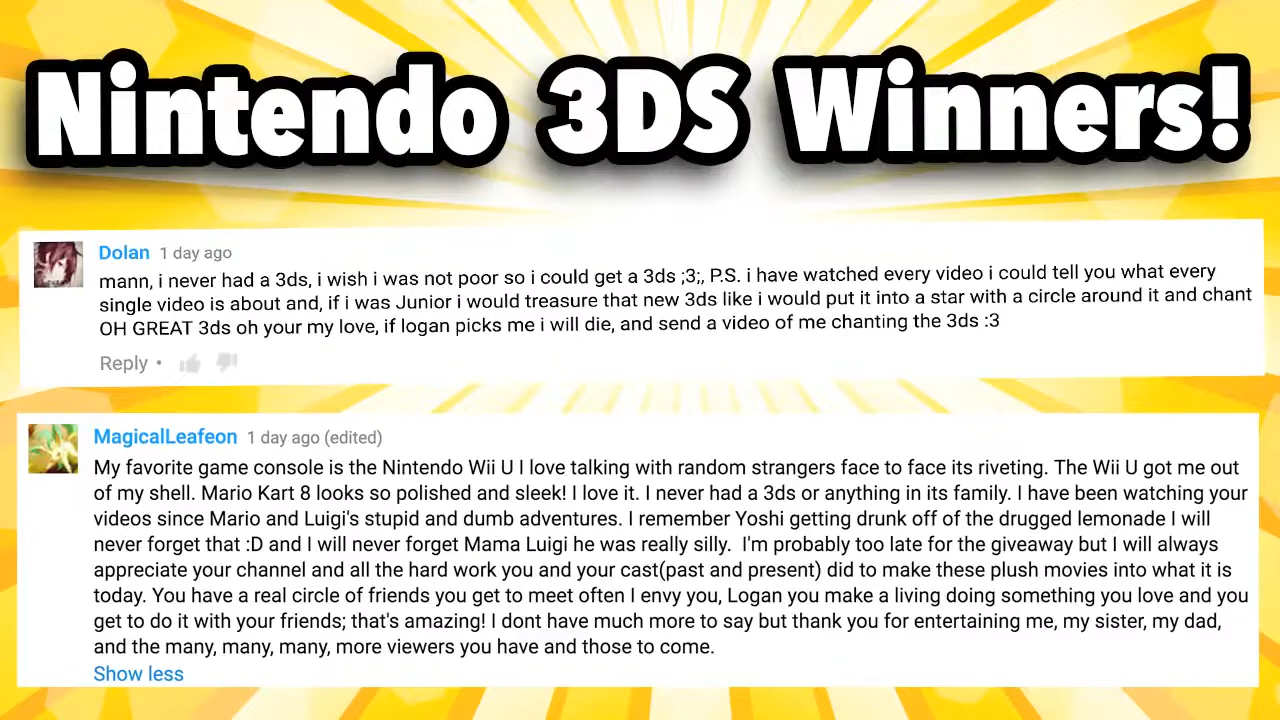 Nintendo 3DS Winners!
Dolan 1 day ago
mann, i never had a 3ds, i wish i was not poor so i could get a 3ds ;3;, P.S. i have watched every video i could tell you what every
single video is about and, if i was Junior i would treasure that new 3ds like i would put it into a star with a circle around it and chant
OH GREAT 3ds oh your my love, if logan picks me i will die, and send a video of me chanting the 3ds :3
Reply •
MagicalLeafeon 1 day ago (edited)
My favorite game console is the Nintendo Wii U I love talking with random strangers face to face its riveting. The Wii U got me out
of my shell. Mario Kart 8 looks so polished and sleek! I love it. I never had a 3ds or anything in its family. I have been watching your
videos since Mario and Luigi's stupid and dumb adventures. I remember Yoshi getting drunk off of the drugged lemonade I will
never forget that :D and I will never forget Mama Luigi he was really silly.  I'm probably too late for the giveaway but I will always
appreciate your channel and all the hard work you and your cast(past and present) did to make these plush movies into what it is
today. You have a real circle of friends you get to meet often I envy you, Logan you make a living doing something you love and you
get to do it with your friends; that's amazing! I dont have much more to say but thank you for entertaining me, my sister, my dad,
and the many, many, many, more viewers you have and those to come.
Show less